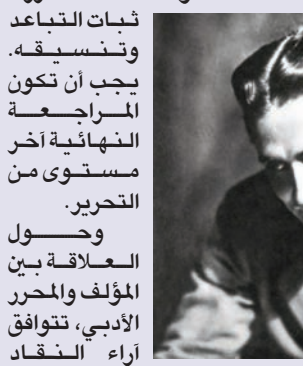 ثبات التباعد
وتنسيقه.
يجب أن تكون
المراجعة
النهائية آخر
مستوى من
التحرير.
وحول
العلاقة بين
المؤلف والمحرر
الأدبي، تتوافق
آراء النقاد